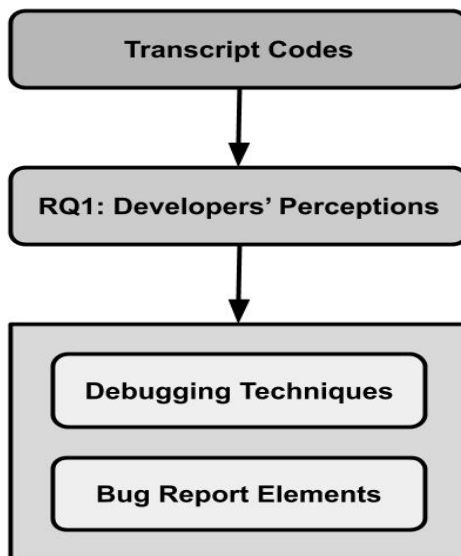 Transcript Codes
RQ1: Developers’ Perceptions
Debugging Techniques
Bug Report Elements